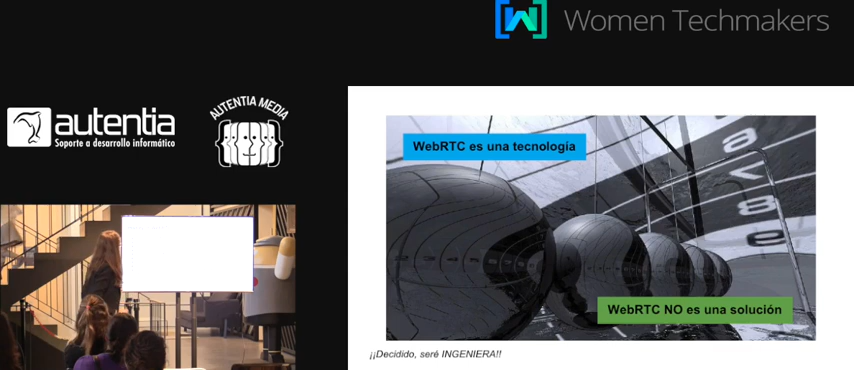 Women Techmakers
autentia
Soporte a desarrollo informático
AUTENTIA MEDIA
WebRTC es una tecnología
WebRTC NO es una solución
¡¡Decidido, seré INGENIERA!!